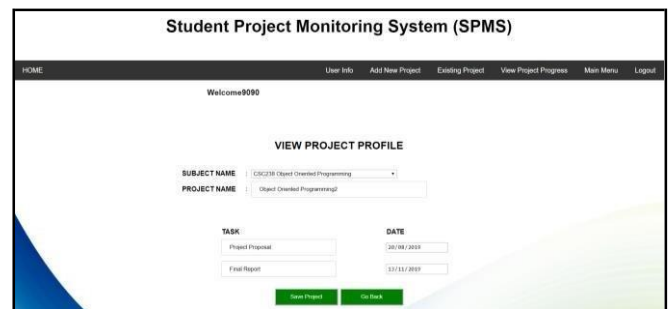 Student Project Monitoring System (SPMS)
HOME User Info Add New Project Existing Project View Project Progress Main Menu Logout
Welcome9090
VIEW PROJECT PROFILE
SUBJECT NAME : CSC238 Object Oriented Programming
PROJECT NAME : Object Oriented Programming2
TASK DATE
Project Proposal 20/08/2019
Final Report 13/11/2019
Save Project Go Back